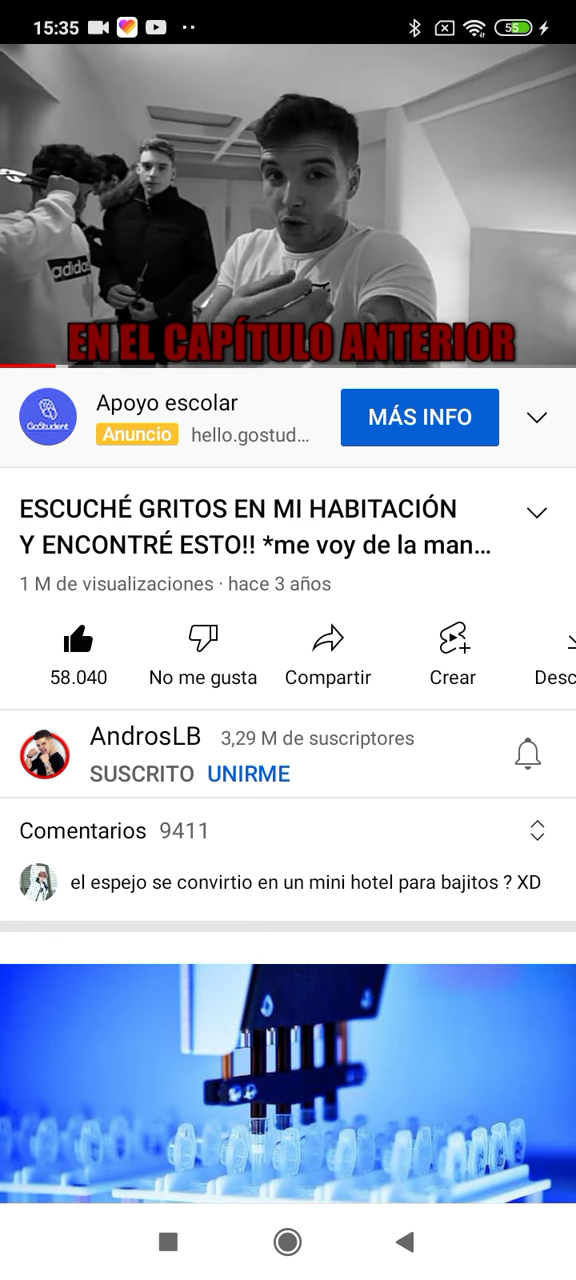 15:35
55
adidas
EN EL CAPÍTULO ANTERIOR
GoStudent
Apoyo escolar
Anuncio hello.gostud...
MÁS INFO
ESCUCHÉ GRITOS EN MI HABITACIÓN
Y ENCONTRÉ ESTO!! *me voy de la man...
1 M de visualizaciones · hace 3 años
58.040 No me gusta Compartir Crear Desc
AndrosLB 3,29 M de suscriptores
SUSCRITO UNIRME
Comentarios 9411
el espejo se convirtio en un mini hotel para bajitos ? XD